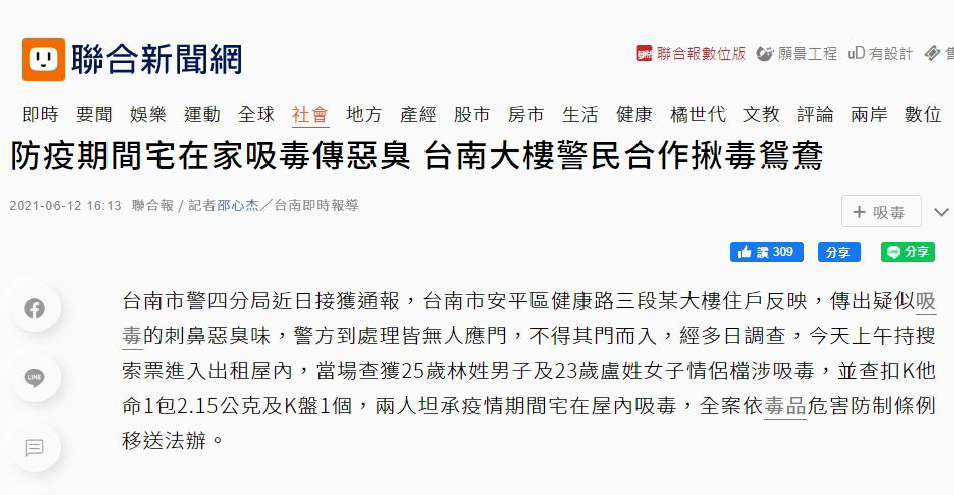 聯合新聞網
聯合報數位版 願景工程 uD 有設計
即時 要聞 娛樂 運動 全球 社會 地方 產經 股市 房市 生活 健康 橘世代 文教 評論 兩岸 數位
防疫期間宅在家吸毒傳惡臭 台南大樓警民合作揪毒鴛鴦
2021-06-12 16:13 聯合報 / 記者邵心杰／台南即時報導
+ 吸毒
讚 309 分享 分享
台南市警四分局近日接獲通報，台南市安平區健康路三段某大樓住戶反映，傳出疑似吸
毒的刺鼻惡臭味，警方到處理皆無人應門，不得其門而入，經多日調查，今天上午持搜
索票進入出租屋內，當場查獲25歲林姓男子及23歲盧姓女子情侶檔涉吸毒，並查扣K他
命1包2.15公克及K盤1個，兩人坦承疫情期間宅在屋內吸毒，全案依毒品危害防制條例
移送法辦。
LINE